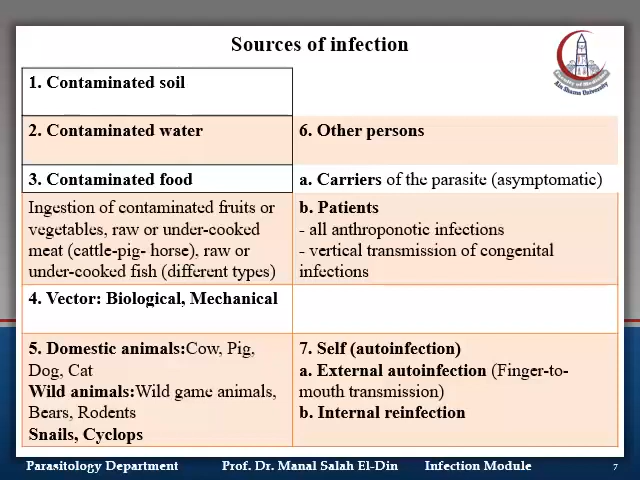 Sources of infection
Ain Shams University
1. Contaminated soil
2. Contaminated water
3. Contaminated food
Ingestion of contaminated fruits or
vegetables, raw or under-cooked
meat (cattle-pig- horse), raw or
under-cooked fish (different types)
4. Vector: Biological, Mechanical
5. Domestic animals:Cow, Pig,
Dog, Cat
Wild animals:Wild game animals,
Bears, Rodents
Snails, Cyclops
6. Other persons
a. Carriers of the parasite (asymptomatic)
b. Patients
- all anthroponotic infections
- vertical transmission of congenital
infections
7. Self (autoinfection)
a. External autoinfection (Finger-to-
mouth transmission)
b. Internal reinfection
Parasitology Department Prof. Dr. Manal Salah El-Din Infection Module 7